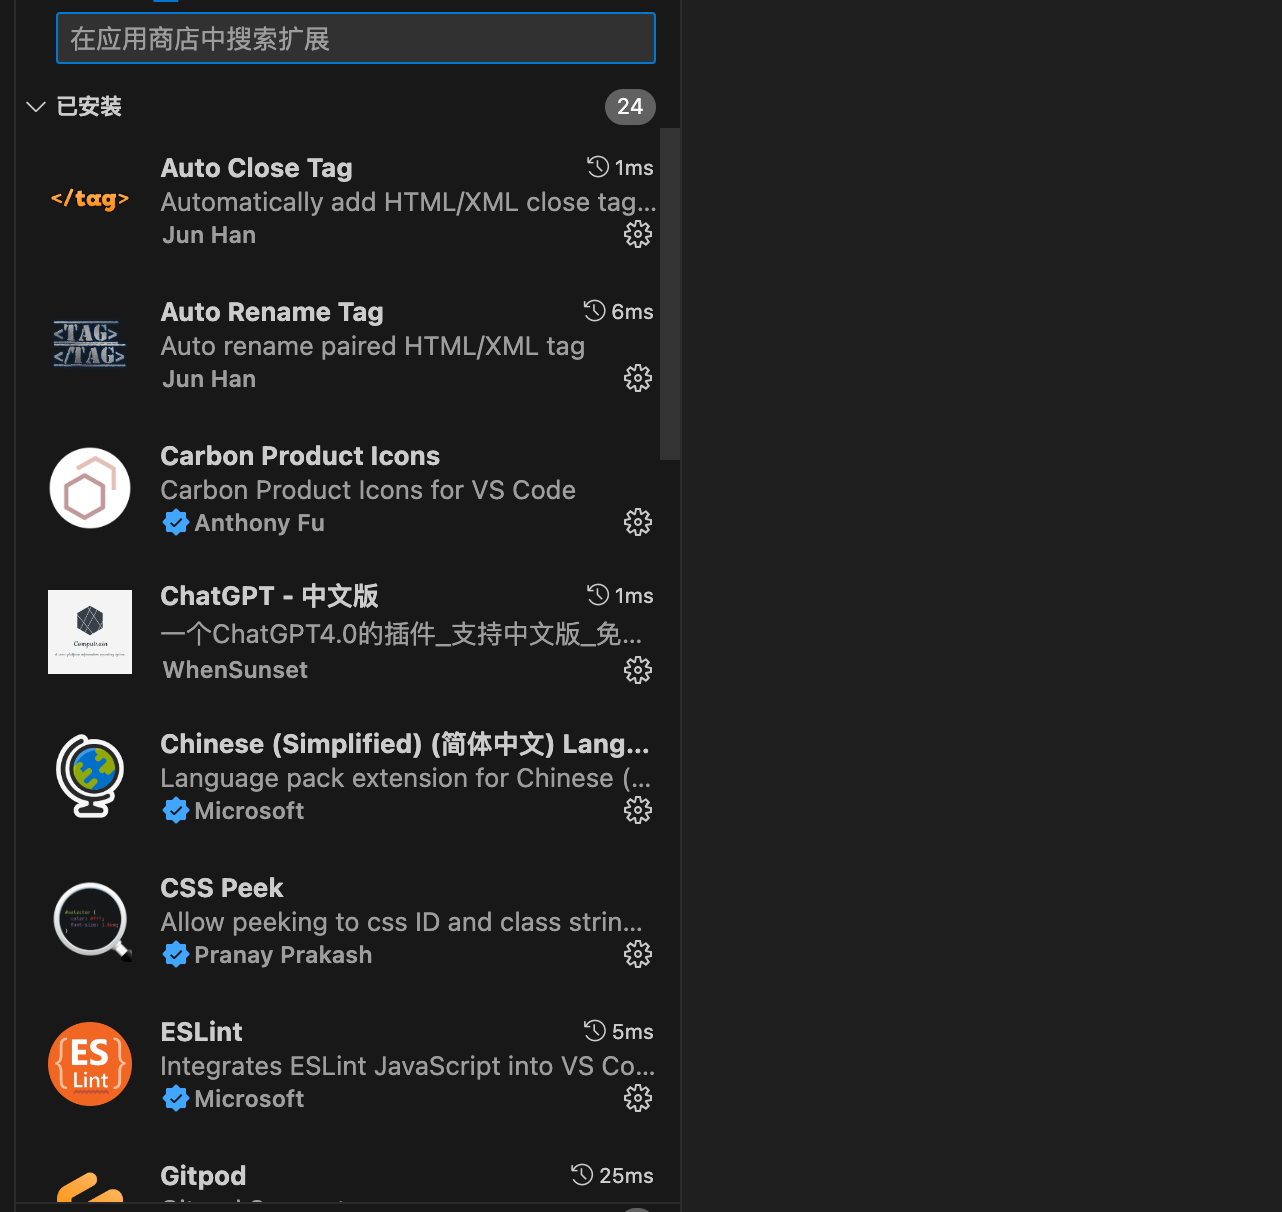 在应用商店中搜索扩展
已安装 24
Auto Close Tag 1ms
</tag>
Automatically add HTML/XML close tag...
Jun Han
Auto Rename Tag 6ms
<TAG>
</TAG>
Auto rename paired HTML/XML tag
Jun Han
Carbon Product Icons
Carbon Product Icons for VS Code
Anthony Fu
ChatGPT - 中文版 1ms
一个ChatGPT4.0的插件_支持中文版_免...
WhenSunset
Chinese (Simplified) (简体中文) Lang...
Language pack extension for Chinese (...
Microsoft
CSS Peek
Allow peeking to css ID and class strin...
Pranay Prakash
ESLint 5ms
ES
Lint
Integrates ESLint JavaScript into VS Co...
Microsoft
Gitpod 25ms